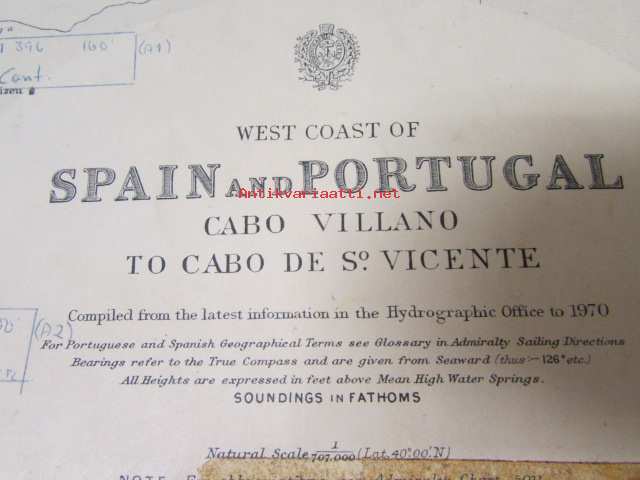 396 160' (A1)
Cont.
WEST COAST OF
SPAIN AND PORTUGAL
Antikvariaatti.net
CABO VILLANO
TO CABO DE Sᵒ. VICENTE
Compiled from the latest information in the Hydrographic Office to 1970
(A2)
For Portuguese and Spanish Geographical Terms see Glossary in Admiralty Sailing Directions
Bearings refer to the True Compass and are given from Seaward (thus:- 126° etc.)
All Heights are expressed in feet above Mean High Water Springs.
SOUNDINGS IN FATHOMS
Natural Scale 1/707,000 (Lat. 40°00'N)